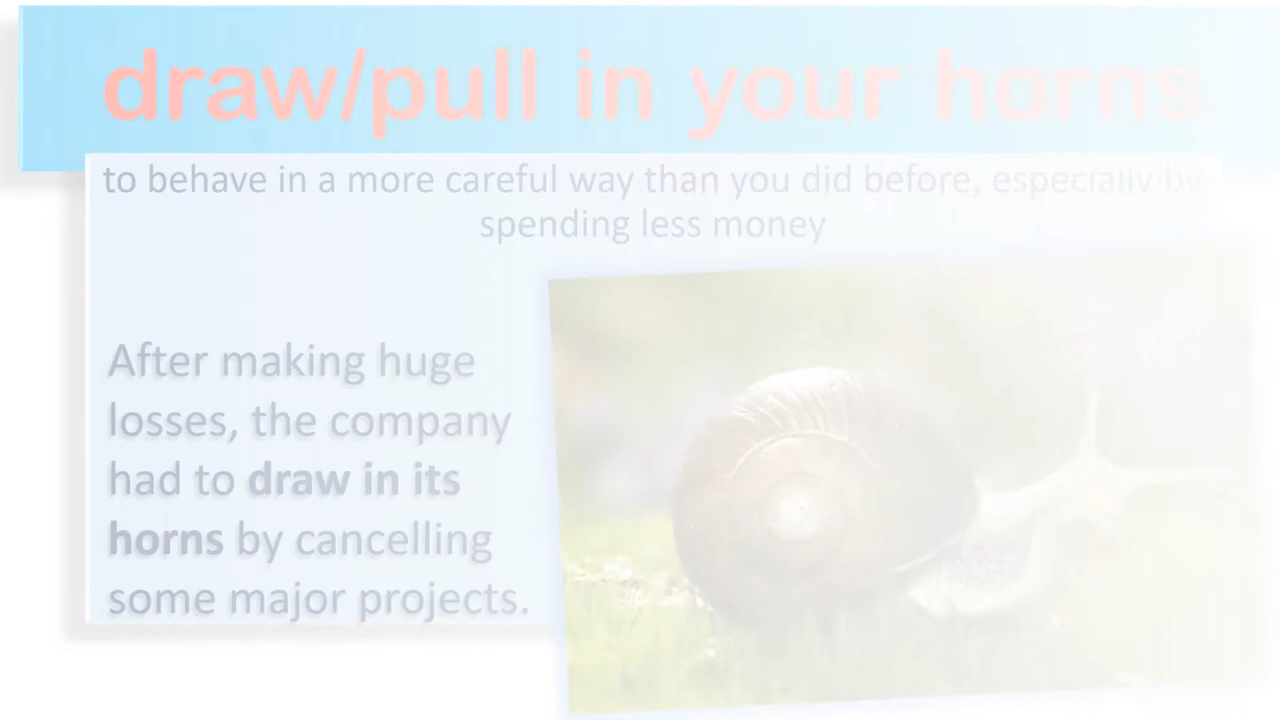 draw/pull in your horns
to behave in a more careful way than you did before, especially by
spending less money
After making huge
losses, the company
had to draw in its
horns by cancelling
some major projects.